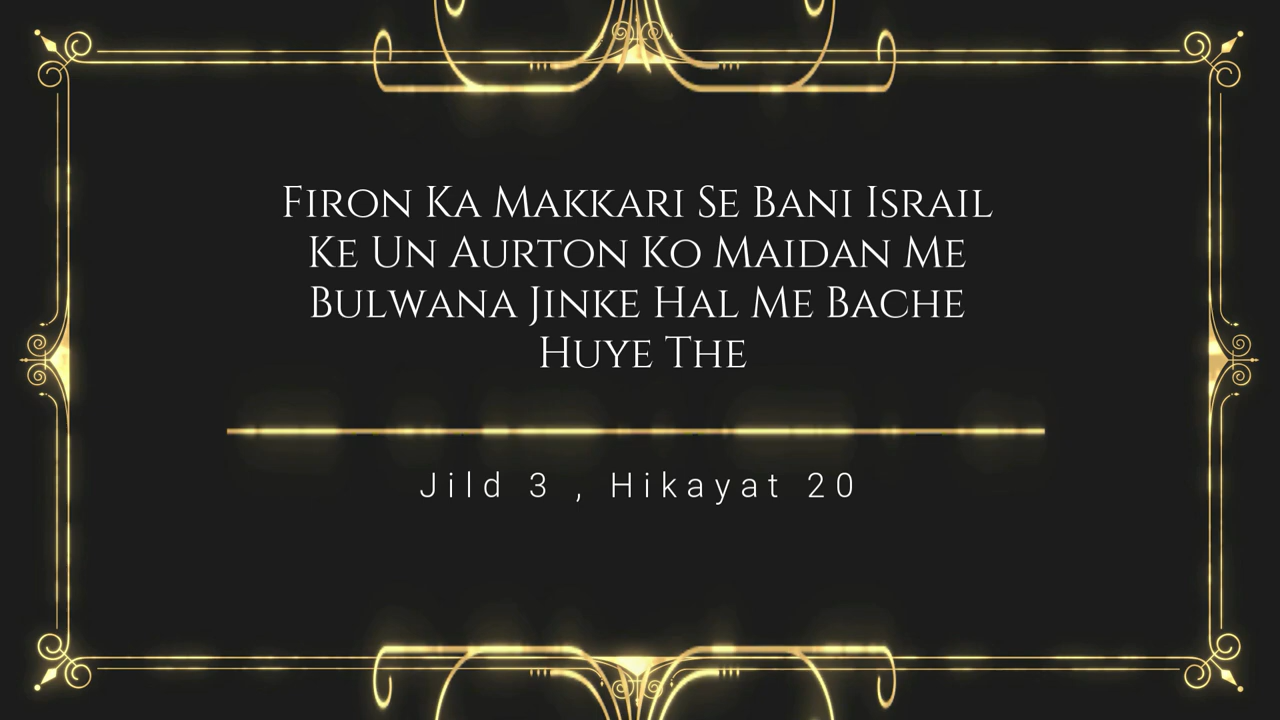 Firon Ka Makkari Se Bani Israil
Ke Un Aurton Ko Maidan Me
Bulwana Jinke Hal Me Bache
Huye The
Jild 3 , Hikayat 20